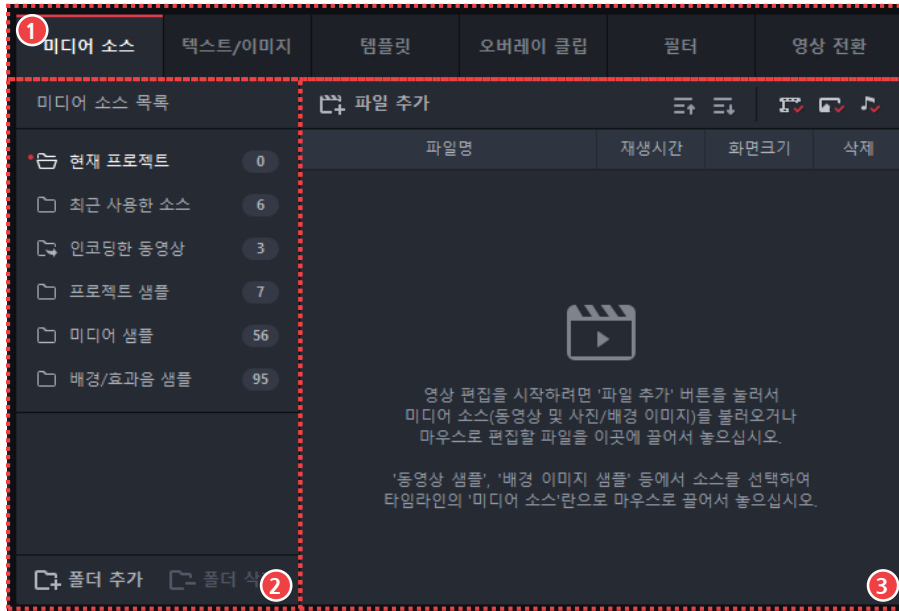 1
미디어 소스 텍스트/이미지 템플릿 오버레이 클립 필터 영상 전환
미디어 소스 목록
파일 추가
파일명 재생시간 화면크기 삭제
현재 프로젝트 0
최근 사용한 소스 6
인코딩한 동영상 3
프로젝트 샘플 7
미디어 샘플 56
배경/효과음 샘플 95
영상 편집을 시작하려면 '파일 추가' 버튼을 눌러서
미디어 소스(동영상 및 사진/배경 이미지)를 불러오거나
마우스로 편집할 파일을 이곳에 끌어서 놓으십시오.
'동영상 샘플', '배경 이미지 샘플' 등에서 소스를 선택하여
타임라인의 '미디어 소스'란으로 마우스로 끌어서 놓으십시오.
폴더 추가 폴더
2
3